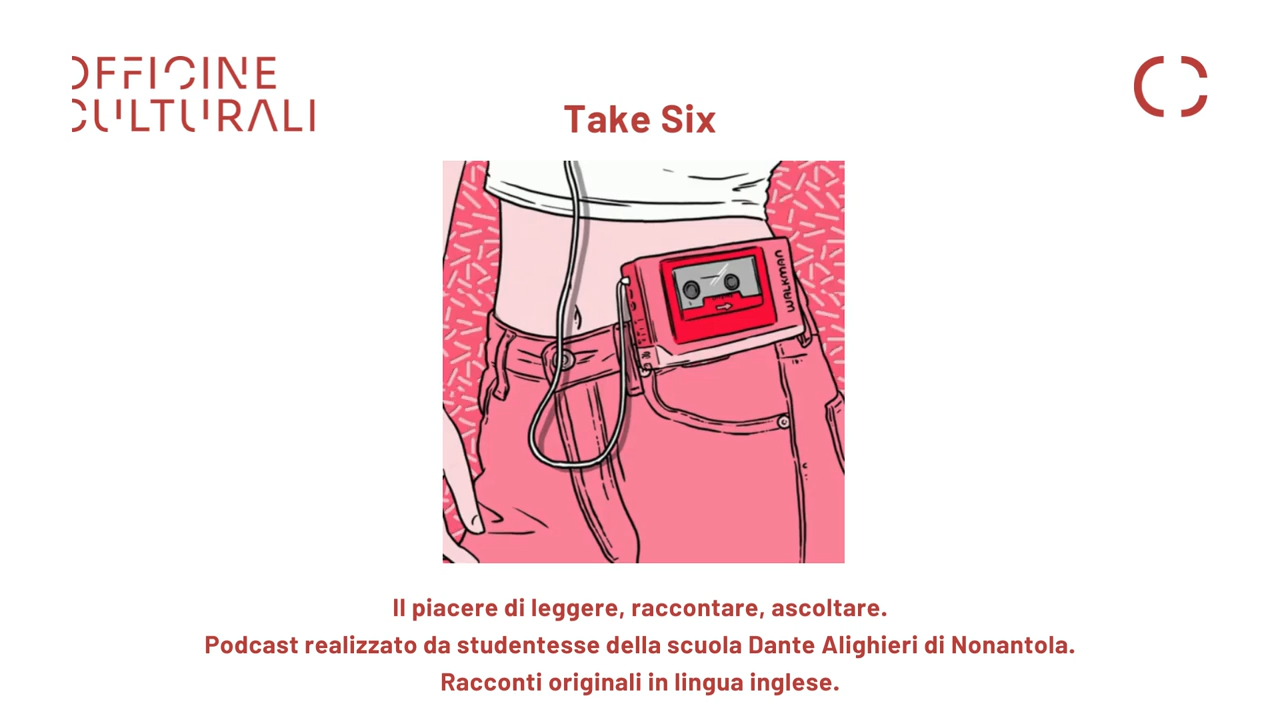 OFFICINE
CULTURALI
Take Six
WALKMAN
Il piacere di leggere, raccontare, ascoltare.
Podcast realizzato da studentesse della scuola Dante Alighieri di Nonantola.
Racconti originali in lingua inglese.